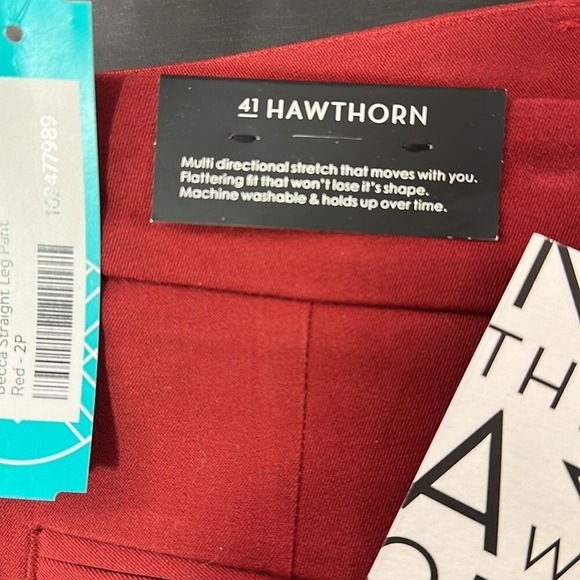 41 HAWTHORN
Multi directional stretch that moves with you.
Flattering fit that won't lose it's shape.
Machine washable & holds up over time.
Becca Straight Leg Pant
Red - 2P
TH
A
W